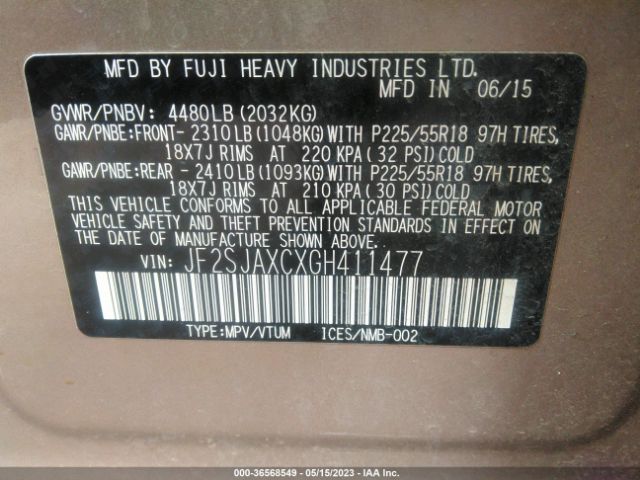 MFD BY FUJI HEAVY INDUSTRIES LTD.
MFD IN 06/15
GVWR/PNBV: 4480LB(2032KG)
GAWR/PNBE:FRONT- 2310LB(1048KG)WITH P225/55R18 97H TIRES,
18X7J RIMS AT 220 KPA(32 PSI)COLD
GAWR/PNBE:REAR - 2410LB(1093KG)WITH P225/55R18 97H TIRES,
18X7J RIMS AT 210 KPA(30 PSI)COLD
THIS VEHICLE CONFORMS TO ALL APPLICABLE FEDERAL MOTOR
VEHICLE SAFETY AND THEFT PREVENTION STANDARDS IN EFFECT
ON THE DATE OF MANUFACTURE SHOWN ABOVE.
VIN: JF2SJAXCXGH411477
TYPE:MPV/VTUM ICES/NMB-002
000-36568549 - 05/15/2023 - IAA Inc.